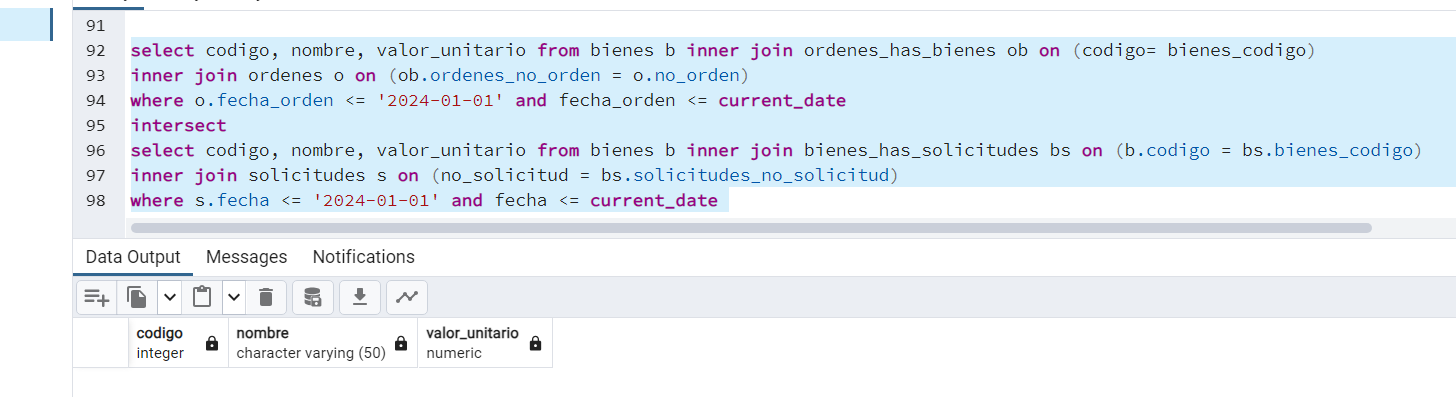 91
92 select codigo, nombre, valor_unitario from bienes b inner join ordenes_has_bienes ob on (codigo= bienes_codigo)
93 inner join ordenes o on (ob.ordenes_no_orden = o.no_orden)
94 where o.fecha_orden <= '2024-01-01' and fecha_orden <= current_date
95 intersect
96 select codigo, nombre, valor_unitario from bienes b inner join bienes_has_solicitudes bs on (b.codigo = bs.bienes_codigo)
97 inner join solicitudes s on (no_solicitud = bs.solicitudes_no_solicitud)
98 where s.fecha <= '2024-01-01' and fecha <= current_date
Data Output Messages Notifications
codigo nombre valor_unitario
integer character varying (50) numeric